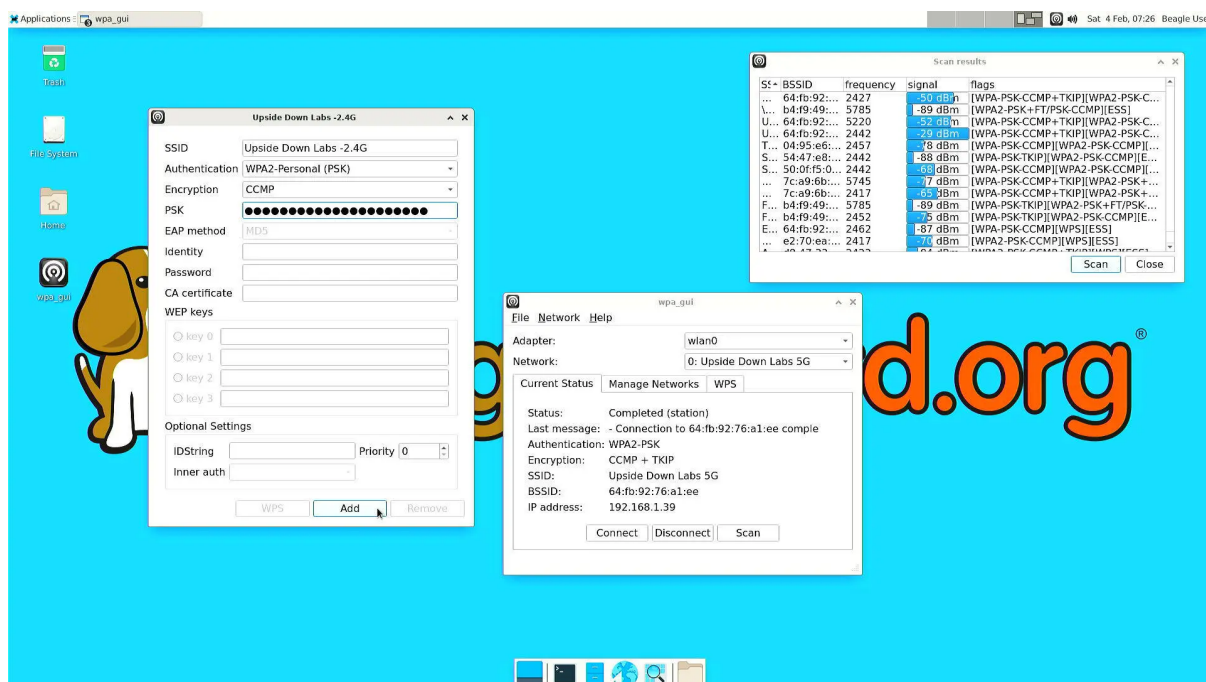 Applications wpa_gui
Sat 4 Feb, 07:26 Beagle
Trash
File System
Home
wpa_gui
d.org®
Upside Down Labs -2.4G
SSID Upside Down Labs -2.4G
Authentication WPA2-Personal (PSK)
Encryption CCMP
PSK ●●●●●●●●●●●●●●●●●●●●●
EAP method MD5
Identity
Password
CA certificate
WEP keys
key 0
key 1
key 2
key 3
Optional Settings
IDString Priority 0
Inner auth
WPS Add Remove
Scan results
BSSID frequency signal flags
... 64:fb:92:... 2427 -50 dBm [WPA-PSK-CCMP+TKIP][WPA2-PSK-C...
\... b4:f9:49:... 5785 -89 dBm [WPA2-PSK+FT/PSK-CCMP][ESS]
U... 64:fb:92:... 5220 -52 dBm [WPA-PSK-CCMP+TKIP][WPA2-PSK-C...
U... 64:fb:92:... 2442 -29 dBm [WPA-PSK-CCMP+TKIP][WPA2-PSK-C...
T... 04:95:e6:... 2457 -78 dBm [WPA-PSK-CCMP][WPA2-PSK-CCMP][...
S... 54:47:e8:... 2442 -88 dBm [WPA-PSK-TKIP][WPA2-PSK-CCMP][E...
S... 50:0f:f5:0... 2442 -68 dBm [WPA-PSK-CCMP][WPA2-PSK-CCMP][...
... 7c:a9:6b:... 5745 -77 dBm [WPA-PSK-CCMP+TKIP][WPA2-PSK+...
... 7c:a9:6b:... 2417 -65 dBm [WPA-PSK-CCMP+TKIP][WPA2-PSK+...
F... b4:f9:49:... 5785 -89 dBm [WPA-PSK-TKIP][WPA2-PSK+FT/PSK-...
F... b4:f9:49:... 2452 -75 dBm [WPA-PSK-TKIP][WPA2-PSK-CCMP][E...
E... 64:fb:92:... 2462 -87 dBm [WPA-PSK-CCMP][WPS][ESS]
... e2:70:ea:... 2417 -70 dBm [WPA2-PSK-CCMP][WPS][ESS]
Scan Close
wpa_gui
File Network Help
Adapter: wlan0
Network: 0: Upside Down Labs 5G
Current Status Manage Networks WPS
Status: Completed (station)
Last message: - Connection to 64:fb:92:76:a1:ee comple
Authentication: WPA2-PSK
Encryption: CCMP + TKIP
SSID: Upside Down Labs 5G
BSSID: 64:fb:92:76:a1:ee
IP address: 192.168.1.39
Connect Disconnect Scan